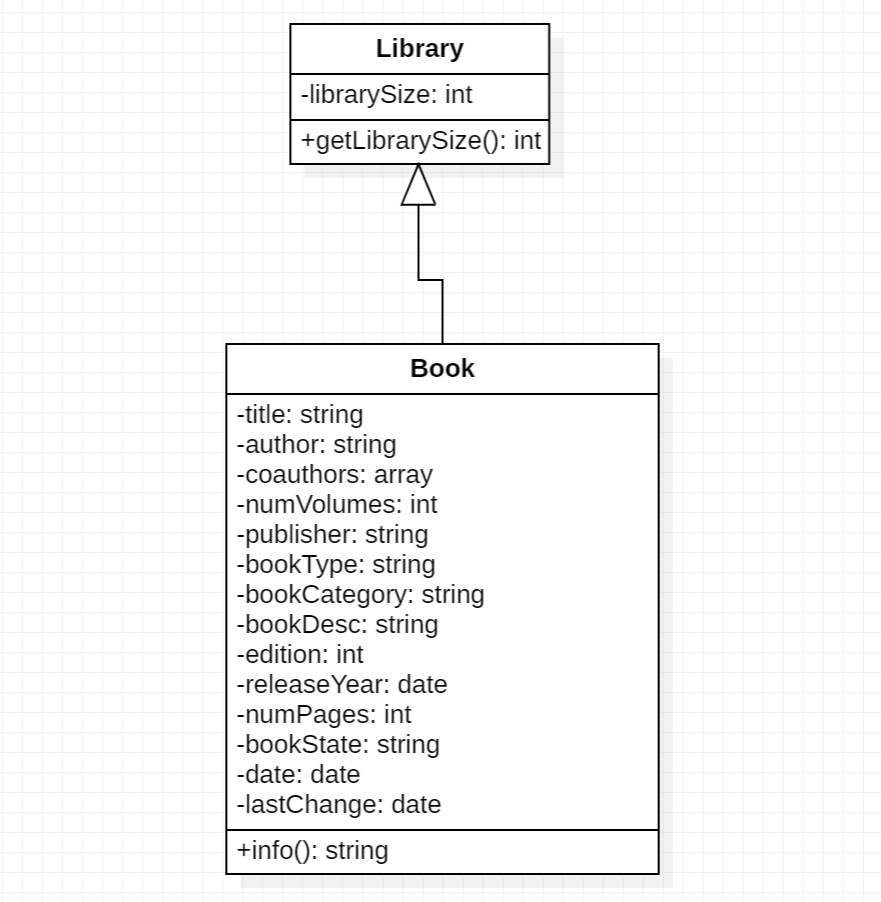 Library
-librarySize: int
+getLibrarySize(): int
Book
-title: string
-author: string
-coauthors: array
-numVolumes: int
-publisher: string
-bookType: string
-bookCategory: string
-bookDesc: string
-edition: int
-releaseYear: date
-numPages: int
-bookState: string
-date: date
-lastChange: date
+info(): string